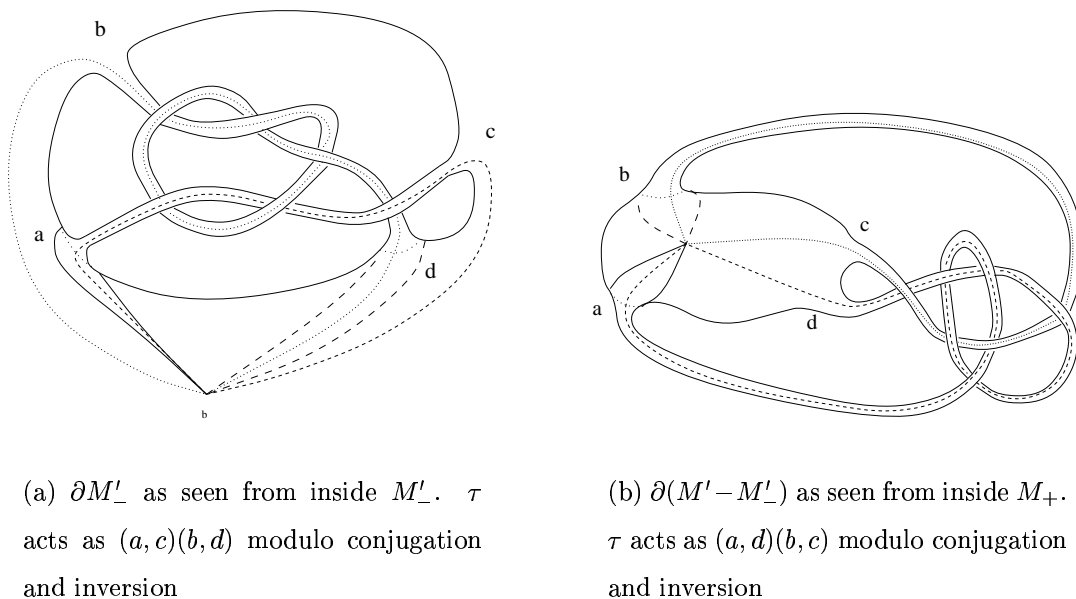 b
c
a
d
b
b
c
a
d
(a) ∂M′₋ as seen from inside M′₋. τ
acts as (a, c)(b, d) modulo conjugation
and inversion
(b) ∂(M′−M′₋) as seen from inside M₊.
τ acts as (a, d)(b, c) modulo conjugation
and inversion